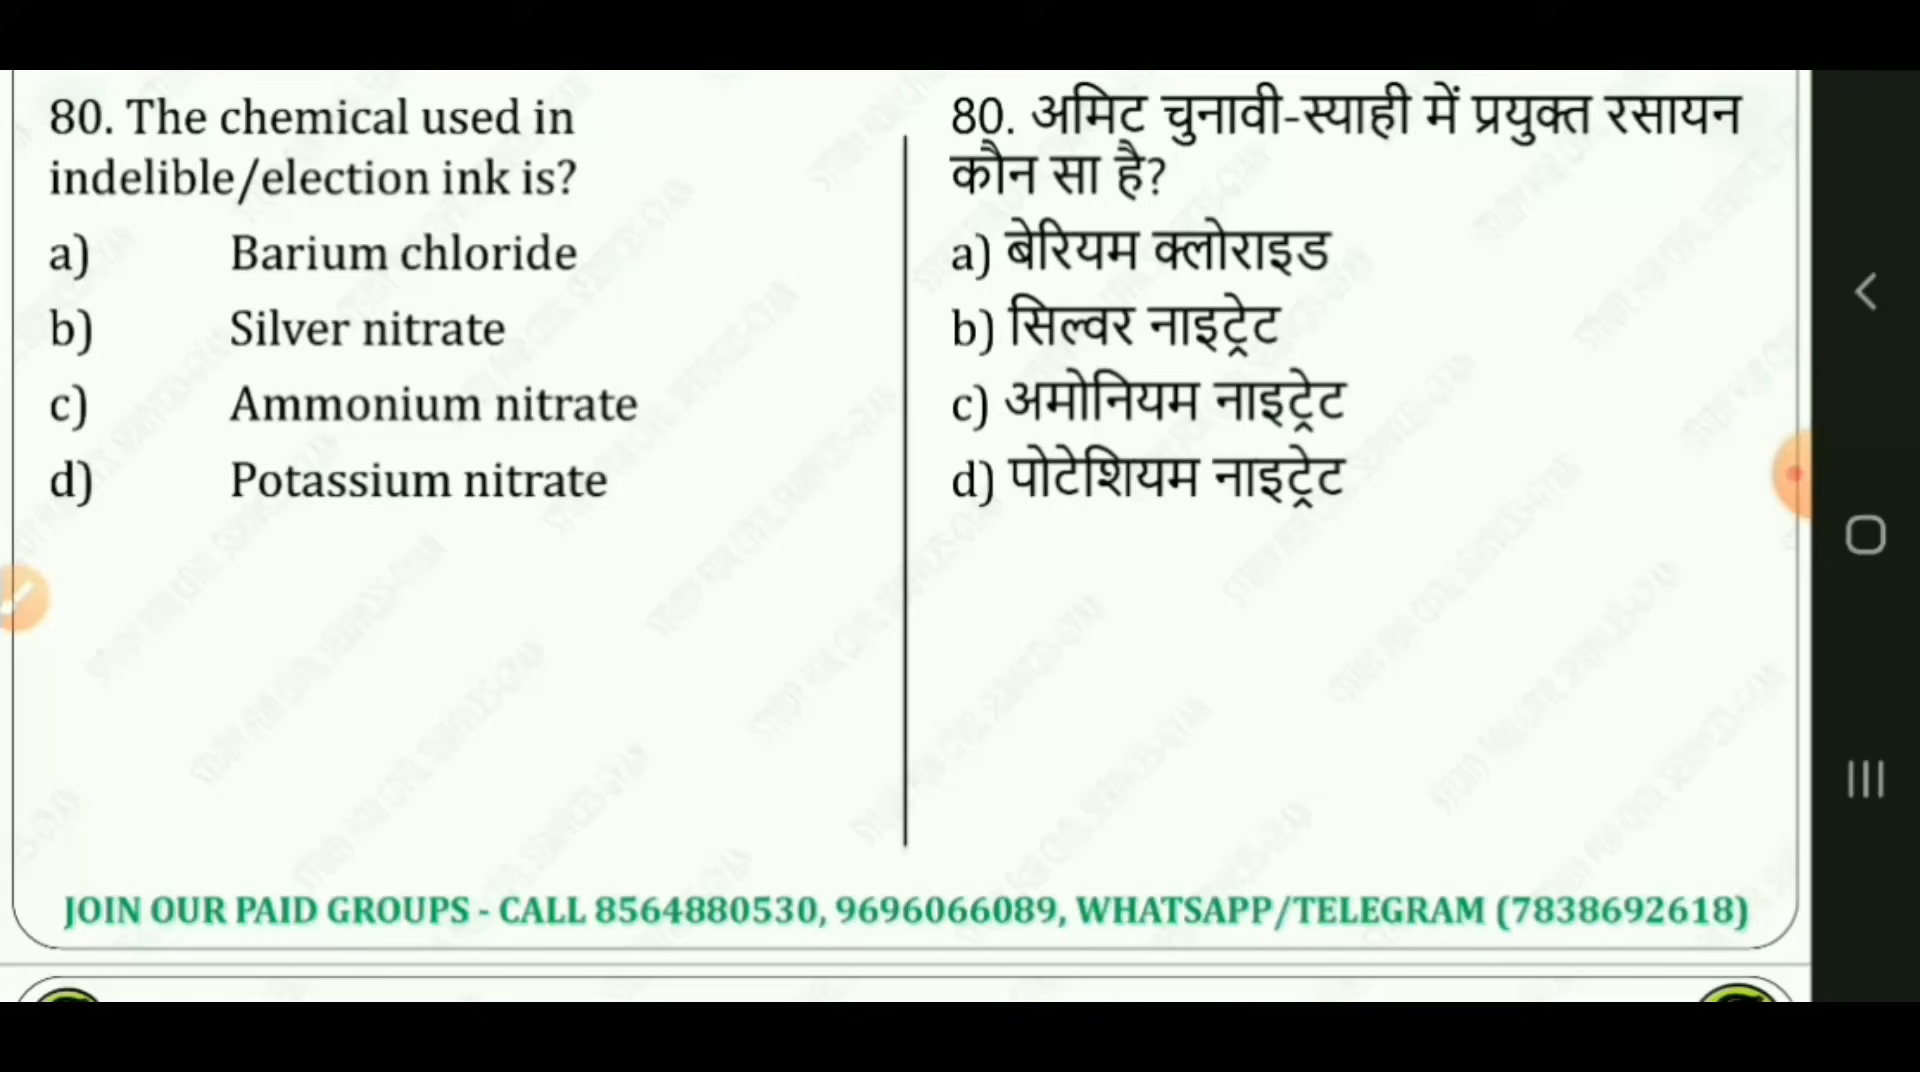 80. The chemical used in
indelible/election ink is?
a) Barium chloride
b) Silver nitrate
c) Ammonium nitrate
d) Potassium nitrate
80. अमिट चुनावी-स्याही में प्रयुक्त रसायन
कौन सा है?
a) बेरियम क्लोराइड
b) सिल्वर नाइट्रेट
c) अमोनियम नाइट्रेट
d) पोटेशियम नाइट्रेट
JOIN OUR PAID GROUPS - CALL 8564880530, 9696066089, WHATSAPP/TELEGRAM (7838692618)